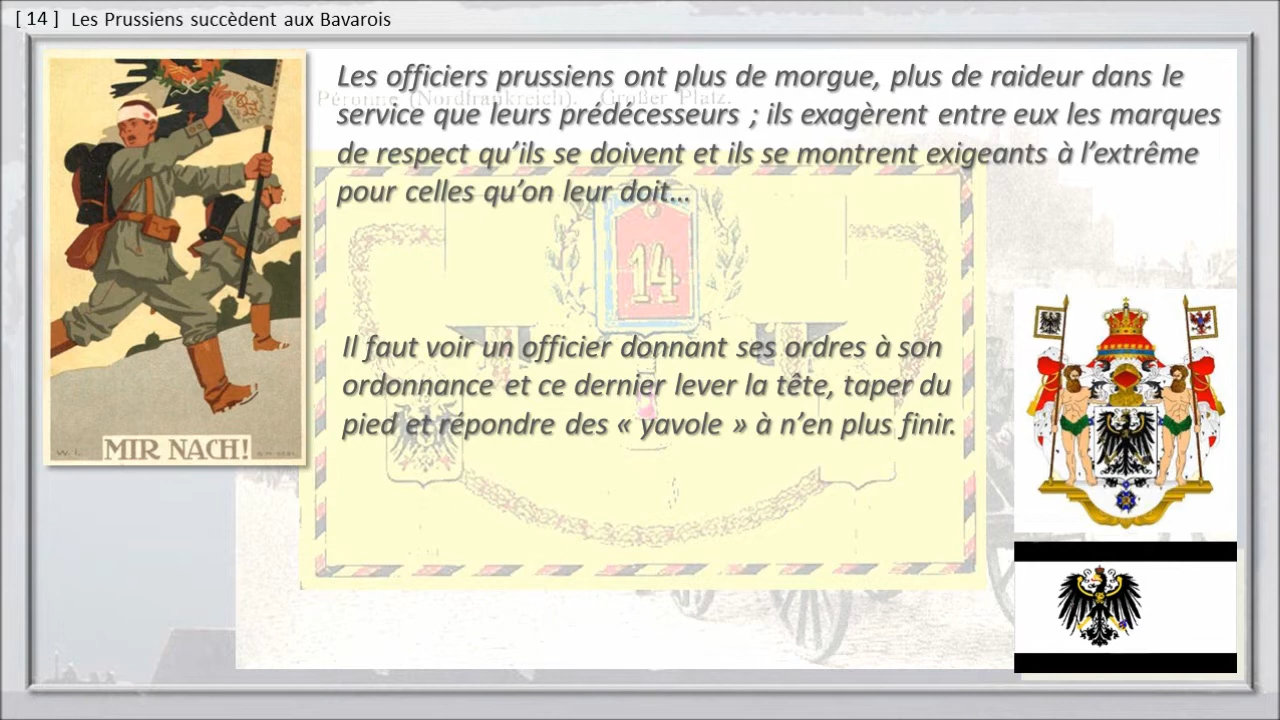 [ 14 ] Les Prussiens succèdent aux Bavarois
Les officiers prussiens ont plus de morgue, plus de raideur dans le
Péronne (Nordfrankreich). Großer Platz.
service que leurs prédécesseurs ; ils exagèrent entre eux les marques
de respect qu’ils se doivent et ils se montrent exigeants à l’extrême
pour celles qu’on leur doit…
14
Il faut voir un officier donnant ses ordres à son
ordonnance et ce dernier lever la tête, taper du
pied et répondre des « yavole » à n’en plus finir.
MIR NACH!